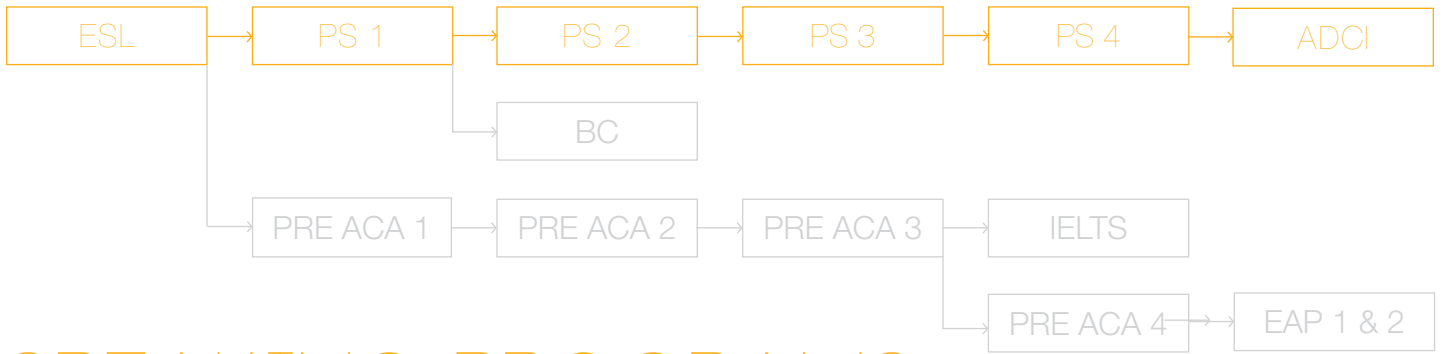 ESL PS 1 PS 2 PS 3 PS 4 ADCI
BC
PRE ACA 1 PRE ACA 2 PRE ACA 3 IELTS
PRE ACA 4 EAP 1 & 2